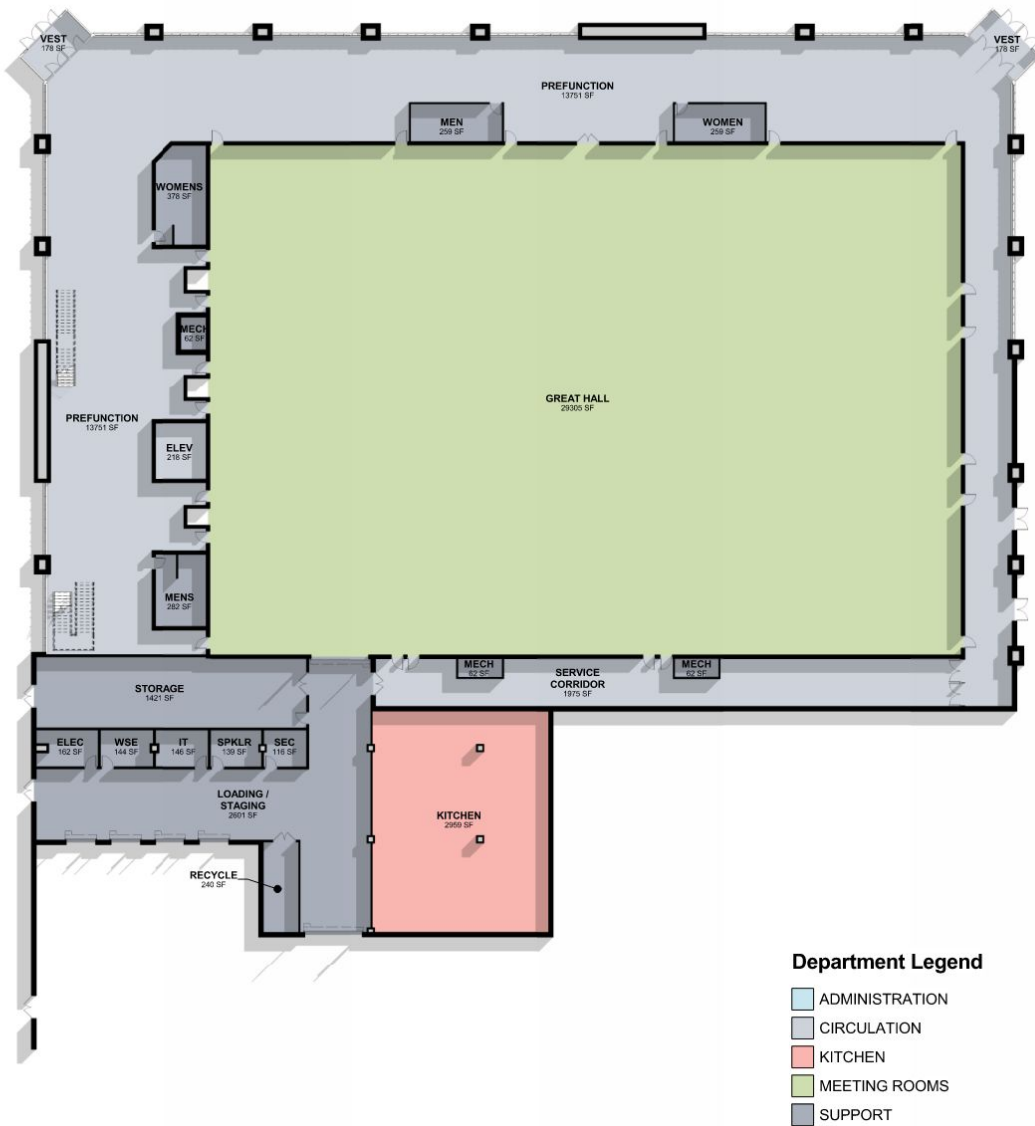 VEST
178 SF
VEST
178 SF
PREFUNCTION
13751 SF
MEN
259 SF
WOMEN
259 SF
WOMENS
378 SF
MECH
62 SF
GREAT HALL
29305 SF
PREFUNCTION
13751 SF
ELEV
218 SF
MENS
282 SF
MECH
62 SF
MECH
62 SF
SERVICE
CORRIDOR
1975 SF
STORAGE
1421 SF
ELEC
162 SF
WSE
144 SF
IT
146 SF
SPKLR
139 SF
SEC
116 SF
LOADING /
STAGING
2601 SF
KITCHEN
2959 SF
RECYCLE
240 SF
Department Legend
ADMINISTRATION
CIRCULATION
KITCHEN
MEETING ROOMS
SUPPORT